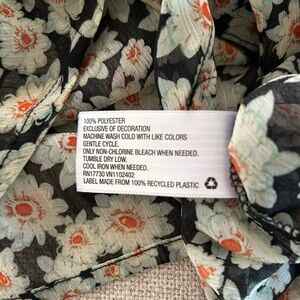 100% POLYESTER
EXCLUSIVE OF DECORATION
MACHINE WASH COLD WITH LIKE COLORS
GENTLE CYCLE.
ONLY NON-CHLORINE BLEACH WHEN NEEDED.
TUMBLE DRY LOW.
COOL IRON WHEN NEEDED.
RN17730 VN1102402
LABEL MADE FROM 100% RECYCLED PLASTIC